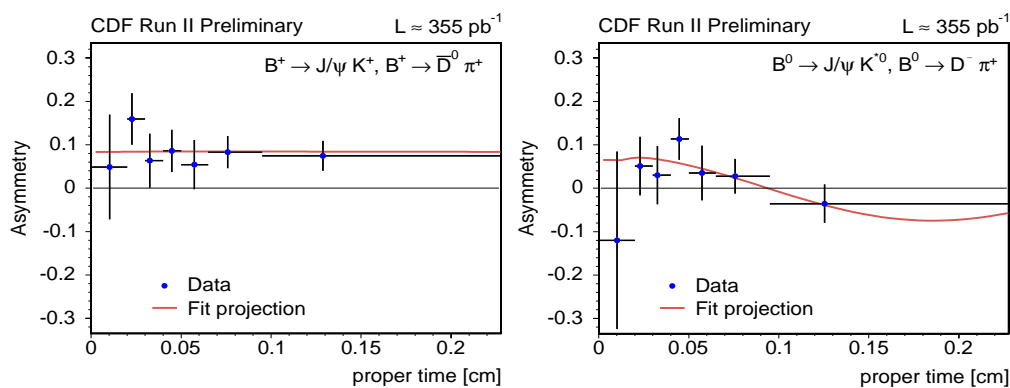 CDF Run II Preliminary L ≈ 355 pb⁻¹
B⁺ → J/ψ K⁺, B⁺ → D̅⁰ π⁺
Asymmetry
0.3
0.2
0.1
0
-0.1
-0.2
-0.3
Data
Fit projection
0 0.05 0.1 0.15 0.2
proper time [cm]
CDF Run II Preliminary L ≈ 355 pb⁻¹
B⁰ → J/ψ K*⁰, B⁰ → D⁻ π⁺
Asymmetry
0.3
0.2
0.1
0
-0.1
-0.2
-0.3
Data
Fit projection
0 0.05 0.1 0.15 0.2
proper time [cm]